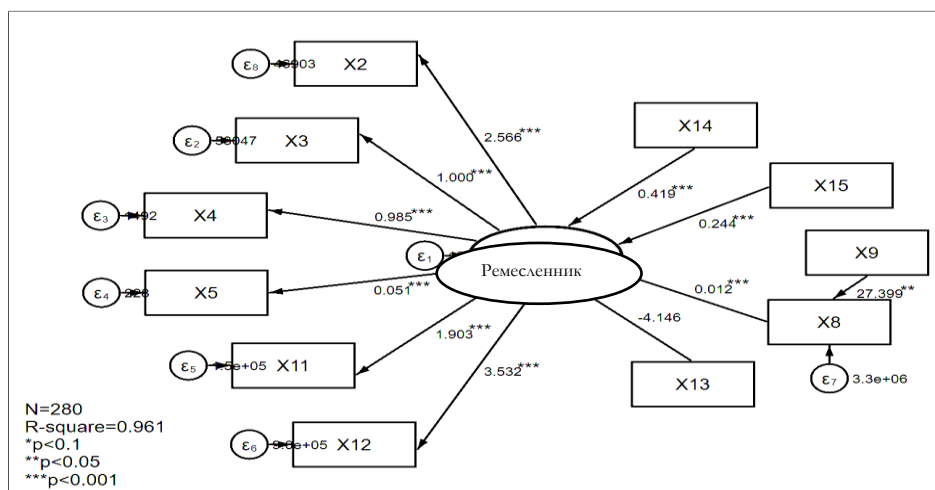 ε8
X2
2.566***
ε2
X3
1.000***
X14
0.419***
X15
0.244***
ε3
X4
0.985***
ε1
Ремесленник
X9
27.399**
ε4
X5
0.051***
0.012***
X8
ε7
3.3e+06
-4.146
X13
ε5
X11
1.903***
ε6
X12
3.532***
N=280
R-square=0.961
*p<0.1
**p<0.05
***p<0.001